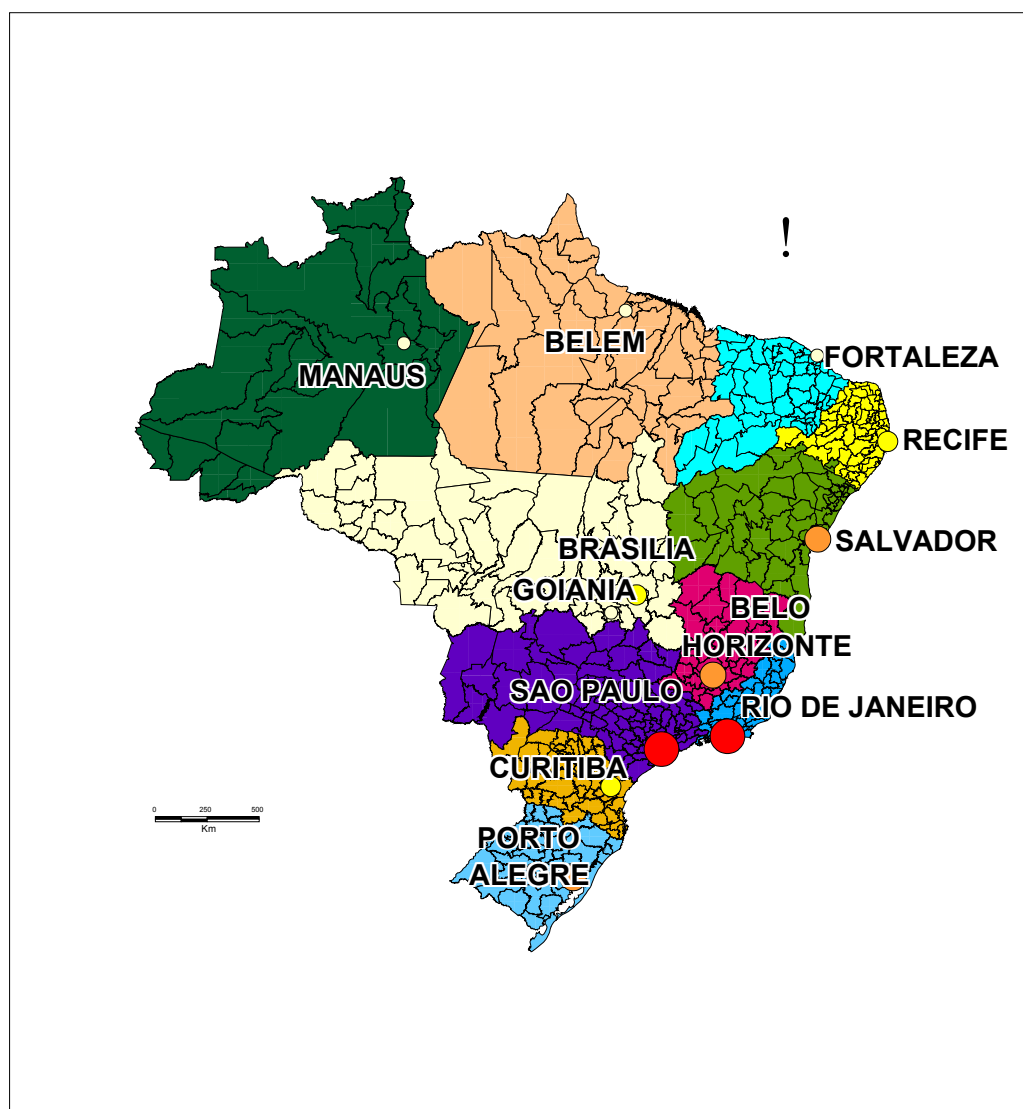 !
BELEM
FORTALEZA
MANAUS
RECIFE
SALVADOR
BRASILIA
GOIANIA
BELO
HORIZONTE
SAO PAULO
RIO DE JANEIRO
CURITIBA
0 250 500
Km
PORTO
ALEGRE